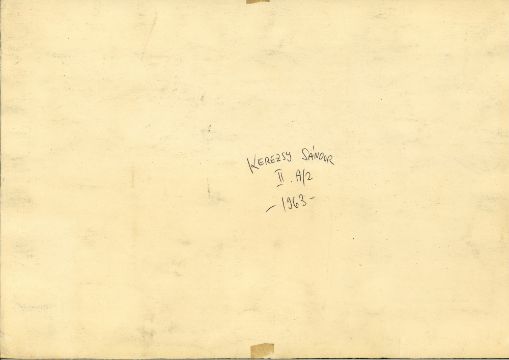 KEREZSY SÁNDOR
II. A/2
- 1963 -